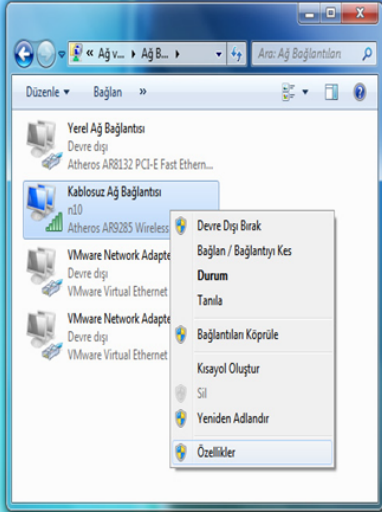 Ağ v... Ağ B...
Ara: Ağ Bağlantıları
Düzenle Bağlan »
Yerel Ağ Bağlantısı
Devre dışı
Atheros AR8132 PCI-E Fast Ethern...
Kablosuz Ağ Bağlantısı
n10
Atheros AR9285 Wireless
VMware Network Adapte
Devre dışı
VMware Virtual Ethernet
VMware Network Adapte
Devre dışı
VMware Virtual Ethernet
Devre Dışı Bırak
Bağlan / Bağlantıyı Kes
Durum
Tanıla
Bağlantıları Köprüle
Kısayol Oluştur
Sil
Yeniden Adlandır
Özellikler